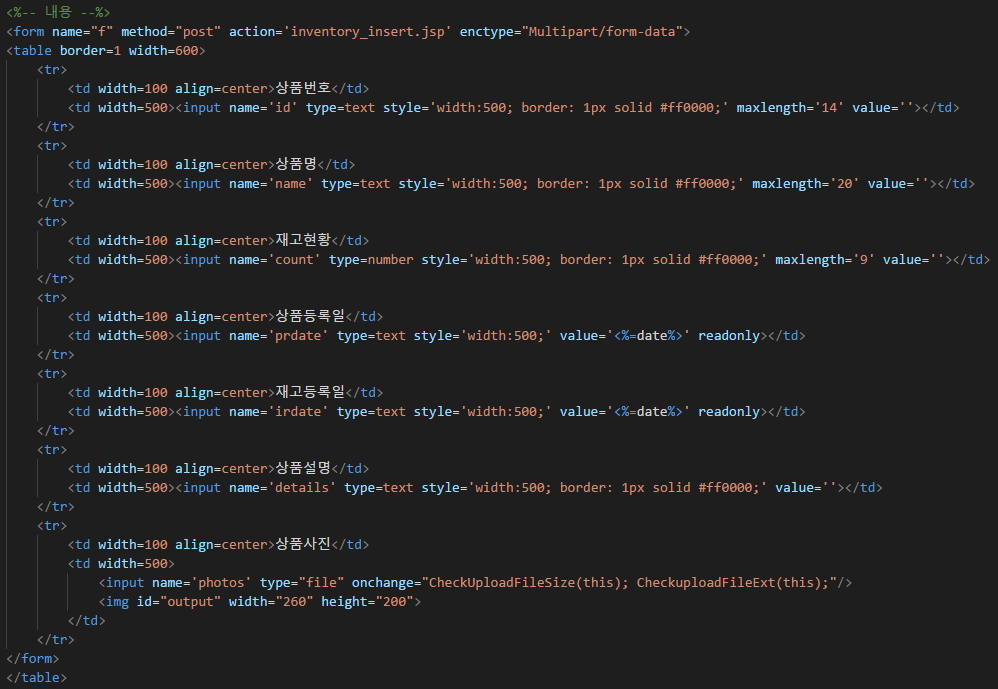 <%-- 내용 --%>
<form name="f" method="post" action='inventory_insert.jsp' enctype="Multipart/form-data">
<table border=1 width=600>
<tr>
<td width=100 align=center>상품번호</td>
<td width=500><input name='id' type=text style='width:500; border: 1px solid #ff0000;' maxlength='14' value=''></td>
</tr>
<tr>
<td width=100 align=center>상품명</td>
<td width=500><input name='name' type=text style='width:500; border: 1px solid #ff0000;' maxlength='20' value=''></td>
</tr>
<tr>
<td width=100 align=center>재고현황</td>
<td width=500><input name='count' type=number style='width:500; border: 1px solid #ff0000;' maxlength='9' value=''></td>
</tr>
<tr>
<td width=100 align=center>상품등록일</td>
<td width=500><input name='prdate' type=text style='width:500;' value='<%=date%>' readonly></td>
</tr>
<tr>
<td width=100 align=center>재고등록일</td>
<td width=500><input name='irdate' type=text style='width:500;' value='<%=date%>' readonly></td>
</tr>
<tr>
<td width=100 align=center>상품설명</td>
<td width=500><input name='details' type=text style='width:500; border: 1px solid #ff0000;' value=''></td>
</tr>
<tr>
<td width=100 align=center>상품사진</td>
<td width=500>
<input name='photos' type="file" onchange="CheckUploadFileSize(this); CheckuploadFileExt(this);"/>
<img id="output" width="260" height="200">
</td>
</tr>
</form>
</table>